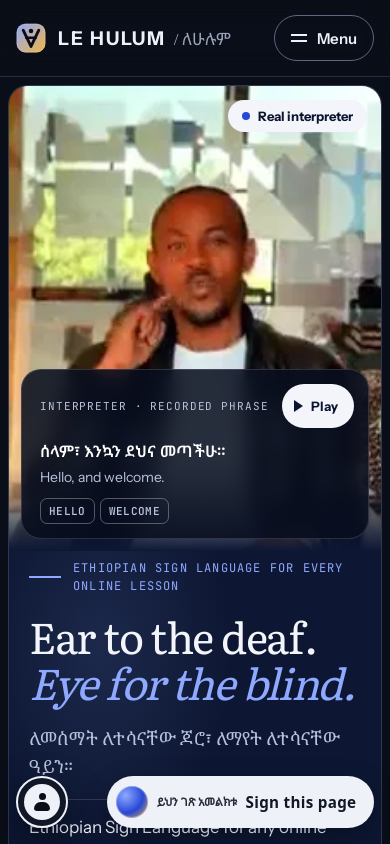 LE HULUM / ለሁሉም
Menu
Real interpreter
INTERPRETER · RECORDED PHRASE
Play
ሰላም፣ እንኳን ደህና መጣችሁ።
Hello, and welcome.
HELLO WELCOME
ETHIOPIAN SIGN LANGUAGE FOR EVERY
ONLINE LESSON
Ear to the deaf.
Eye for the blind.
ለመስማት ለተሳናቸው ጆሮ፣ ለማየት ለተሳናቸው
ዓይን።
ይህን ገጽ አመልክቱ Sign this page
Ethiopian Sign Language for any online